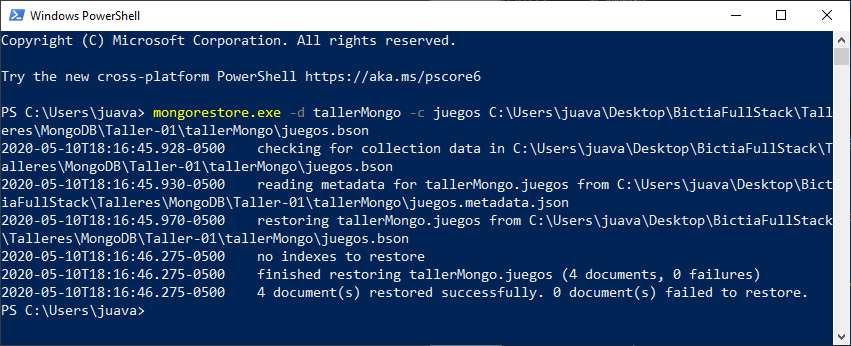 Windows PowerShell
Copyright (C) Microsoft Corporation. All rights reserved.
Try the new cross-platform PowerShell https://aka.ms/pscore6
PS C:\Users\juava> mongorestore.exe -d tallerMongo -c juegos C:\Users\juava\Desktop\BictiaFullStack\Tall
eres\MongoDB\Taller-01\tallerMongo\juegos.bson
2020-05-10T18:16:45.928-0500    checking for collection data in C:\Users\juava\Desktop\BictiaFullStack\T
alleres\MongoDB\Taller-01\tallerMongo\juegos.bson
2020-05-10T18:16:45.930-0500    reading metadata for tallerMongo.juegos from C:\Users\juava\Desktop\Bict
iaFullStack\Talleres\MongoDB\Taller-01\tallerMongo\juegos.metadata.json
2020-05-10T18:16:45.970-0500    restoring tallerMongo.juegos from C:\Users\juava\Desktop\BictiaFullStack
\Talleres\MongoDB\Taller-01\tallerMongo\juegos.bson
2020-05-10T18:16:46.275-0500    no indexes to restore
2020-05-10T18:16:46.275-0500    finished restoring tallerMongo.juegos (4 documents, 0 failures)
2020-05-10T18:16:46.275-0500    4 document(s) restored successfully. 0 document(s) failed to restore.
PS C:\Users\juava>